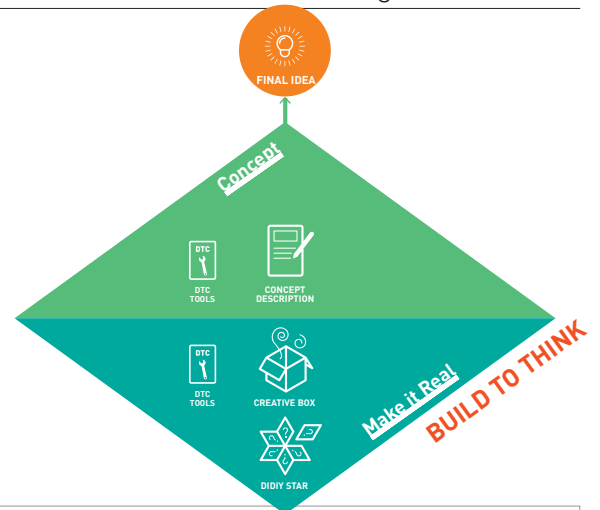 FINAL IDEA
Concept
DTC
DTC
TOOLS
CONCEPT
DESCRIPTION
DTC
DTC
TOOLS
CREATIVE BOX
Make it Real
BUILD TO THINK
? ? ? ? ? ?
DIDIY STAR